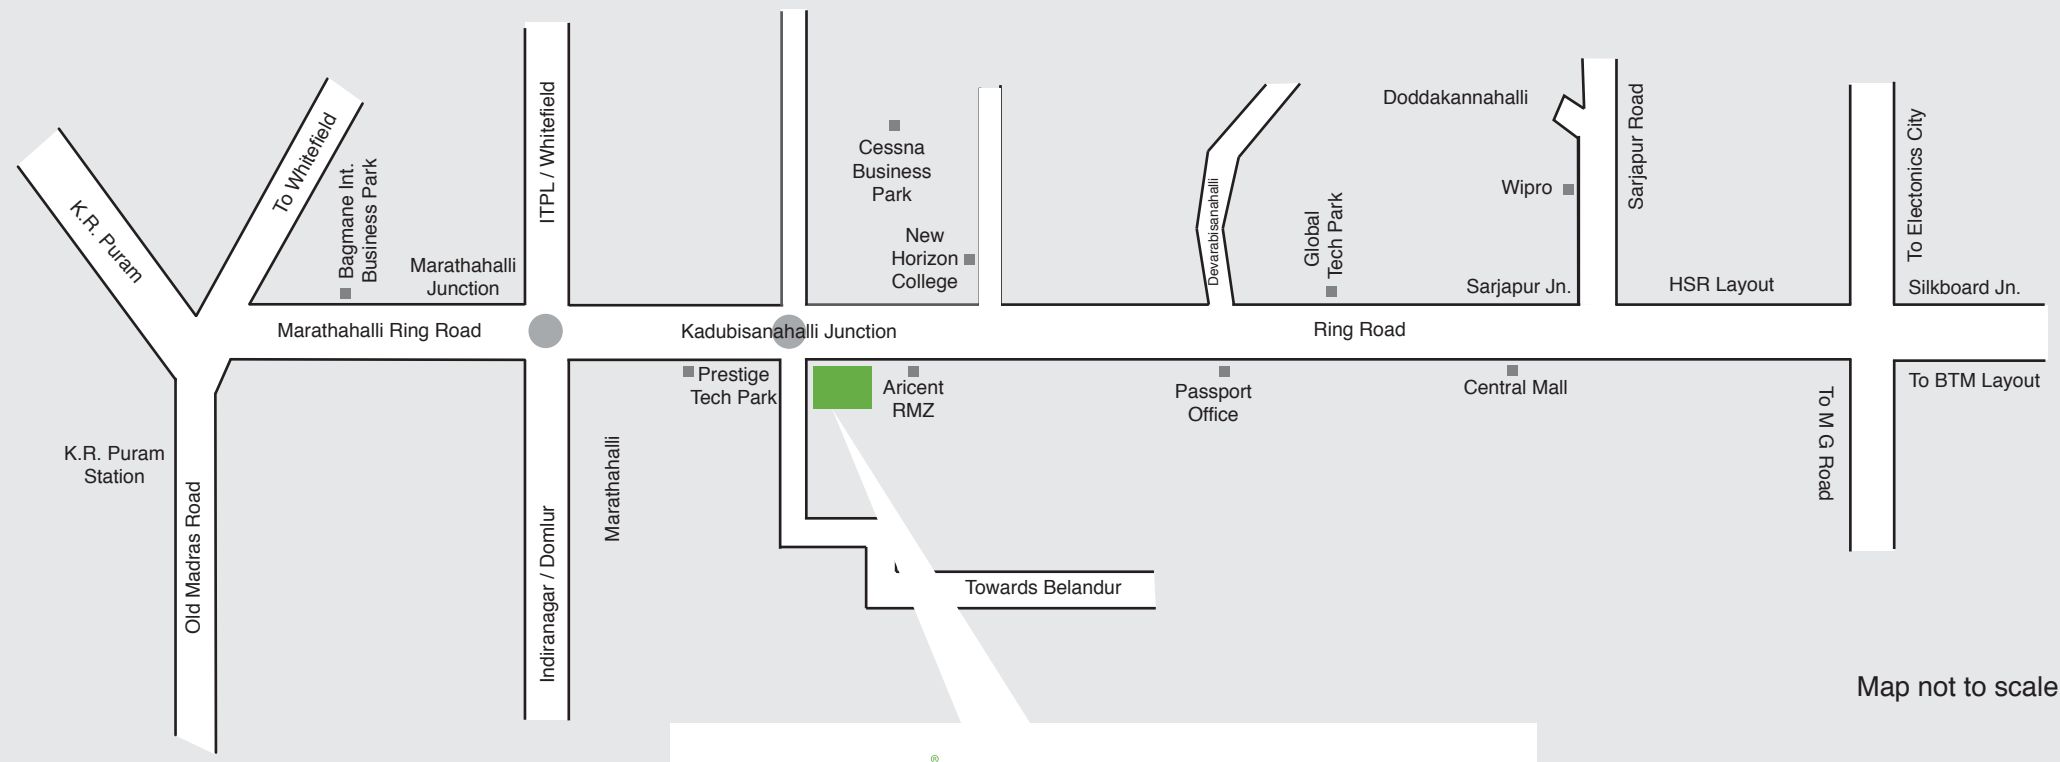 K.R. Puram
To Whitefield
Bagmane Int.
Business Park
Marathahalli
Junction
ITPL / Whitefield
Cessna
Business
Park
New
Horizon
College
Devarabisanahalli
Global
Tech Park
Doddakannahalli
Wipro
Sarjapur Road
Sarjapur Jn.
HSR Layout
To Electonics City
Silkboard Jn.
Marathahalli Ring Road
Kadubisanahalli Junction
Ring Road
Prestige
Tech Park
Aricent
RMZ
Passport
Office
Central Mall
To BTM Layout
To M G Road
K.R. Puram
Station
Old Madras Road
Indiranagar / Domlur
Marathahalli
Towards Belandur
Map not to scale
®